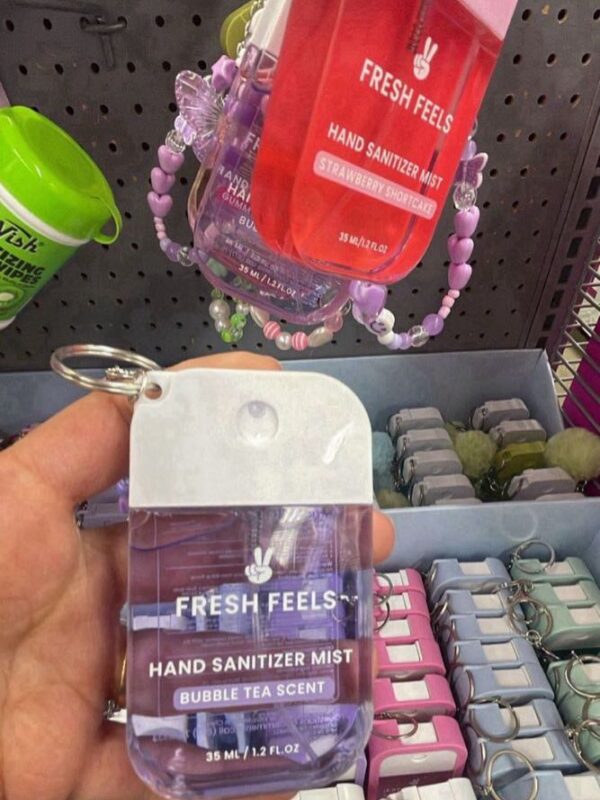 FRESH FEELS
HAND SANITIZER MIST
STRAWBERRY SHORTCAKE
35 ML/1.2 FL.OZ
35 ML/1.2 FL.OZ
Wish
FRESH FEELS
HAND SANITIZER MIST
BUBBLE TEA SCENT
35 ML / 1.2 FL.OZ